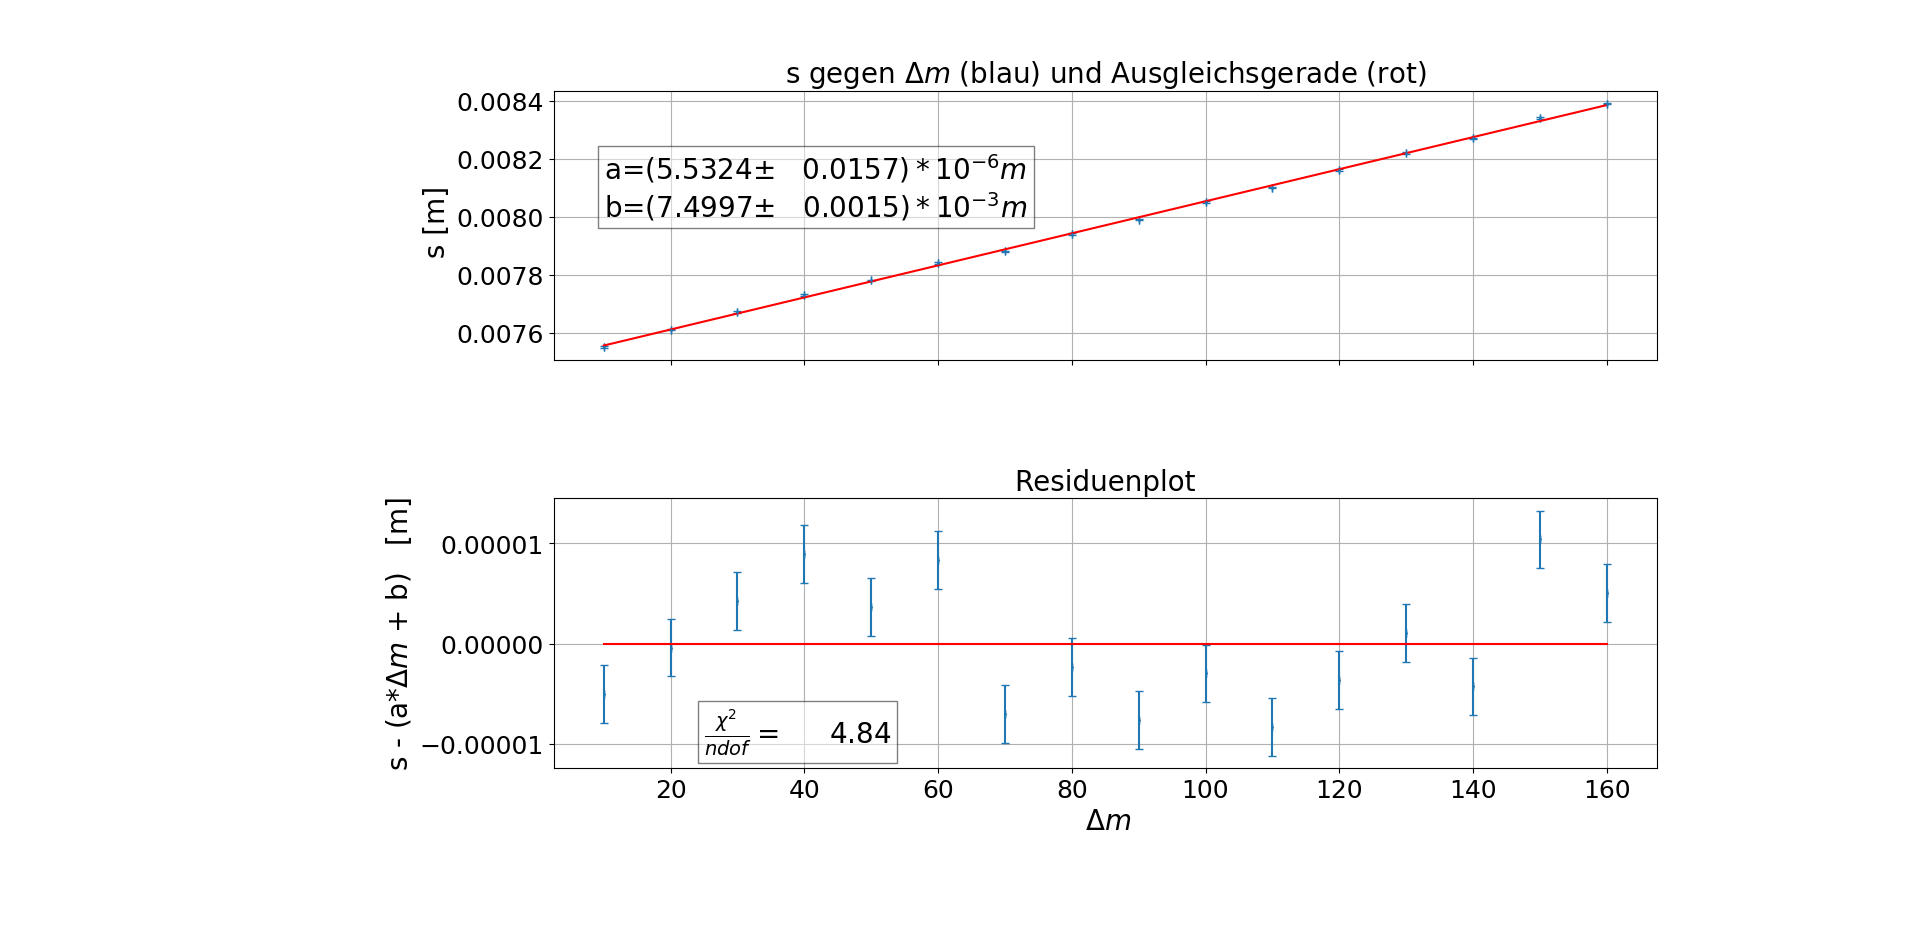 s gegen Δm (blau) und Ausgleichsgerade (rot)
0.0084
0.0082
0.0080
0.0078
0.0076
s [m]
a=(5.5324± 0.0157) * 10⁻⁶m
b=(7.4997± 0.0015) * 10⁻³m
Residuenplot
0.00001
0.00000
−0.00001
s - (a*Δm + b) [m]
χ²/ndof = 4.84
20 40 60 80 100 120 140 160
Δm